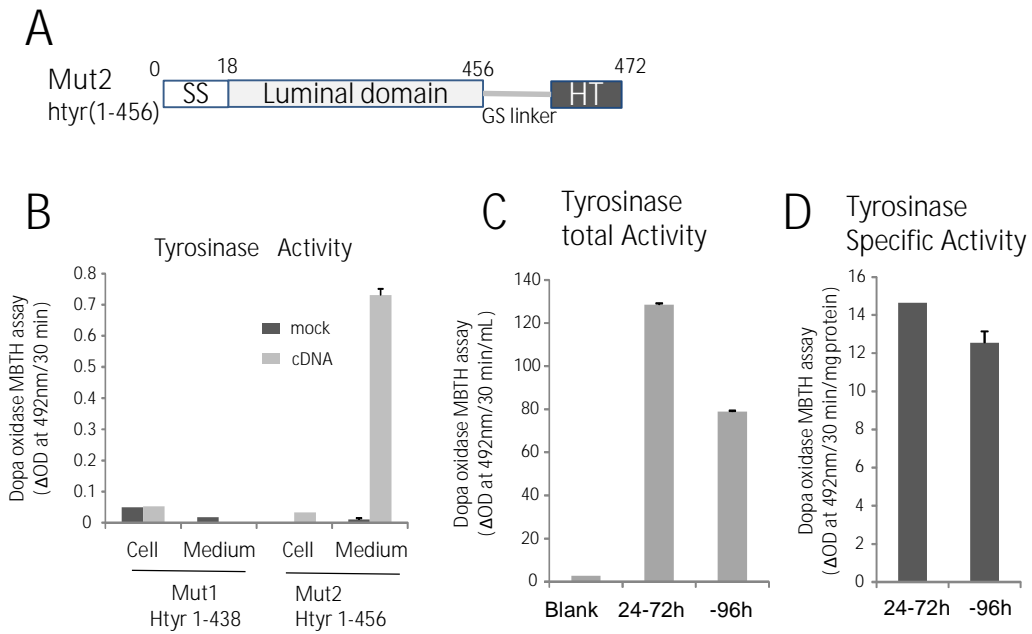 A
Mut2
htyr(1-456)
0
18
456
472
SS
Luminal domain
GS linker
HT
B
Tyrosinase Activity
Dopa oxidase MBTH assay
(ΔOD at 492nm/30 min)
0.8
0.7
0.6
0.5
0.4
0.3
0.2
0.1
0
mock
cDNA
Cell
Medium
Cell
Medium
Mut1
Htyr 1-438
Mut2
Htyr 1-456
C
Tyrosinase
total Activity
Dopa oxidase MBTH assay
(ΔOD at 492nm/30 min/mL)
140
120
100
80
60
40
20
0
Blank
24-72h
-96h
D
Tyrosinase
Specific Activity
Dopa oxidase MBTH assay
(ΔOD at 492nm/30 min/mg protein)
16
14
12
14
8
6
4
2
0
24-72h
-96h